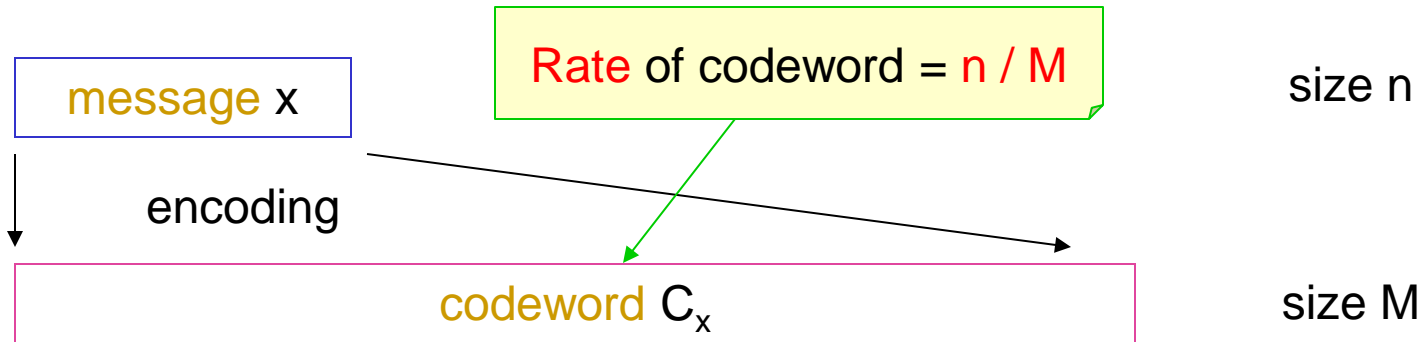 Rate of codeword = n / M
message x
size n
encoding
codeword Cₓ
size M